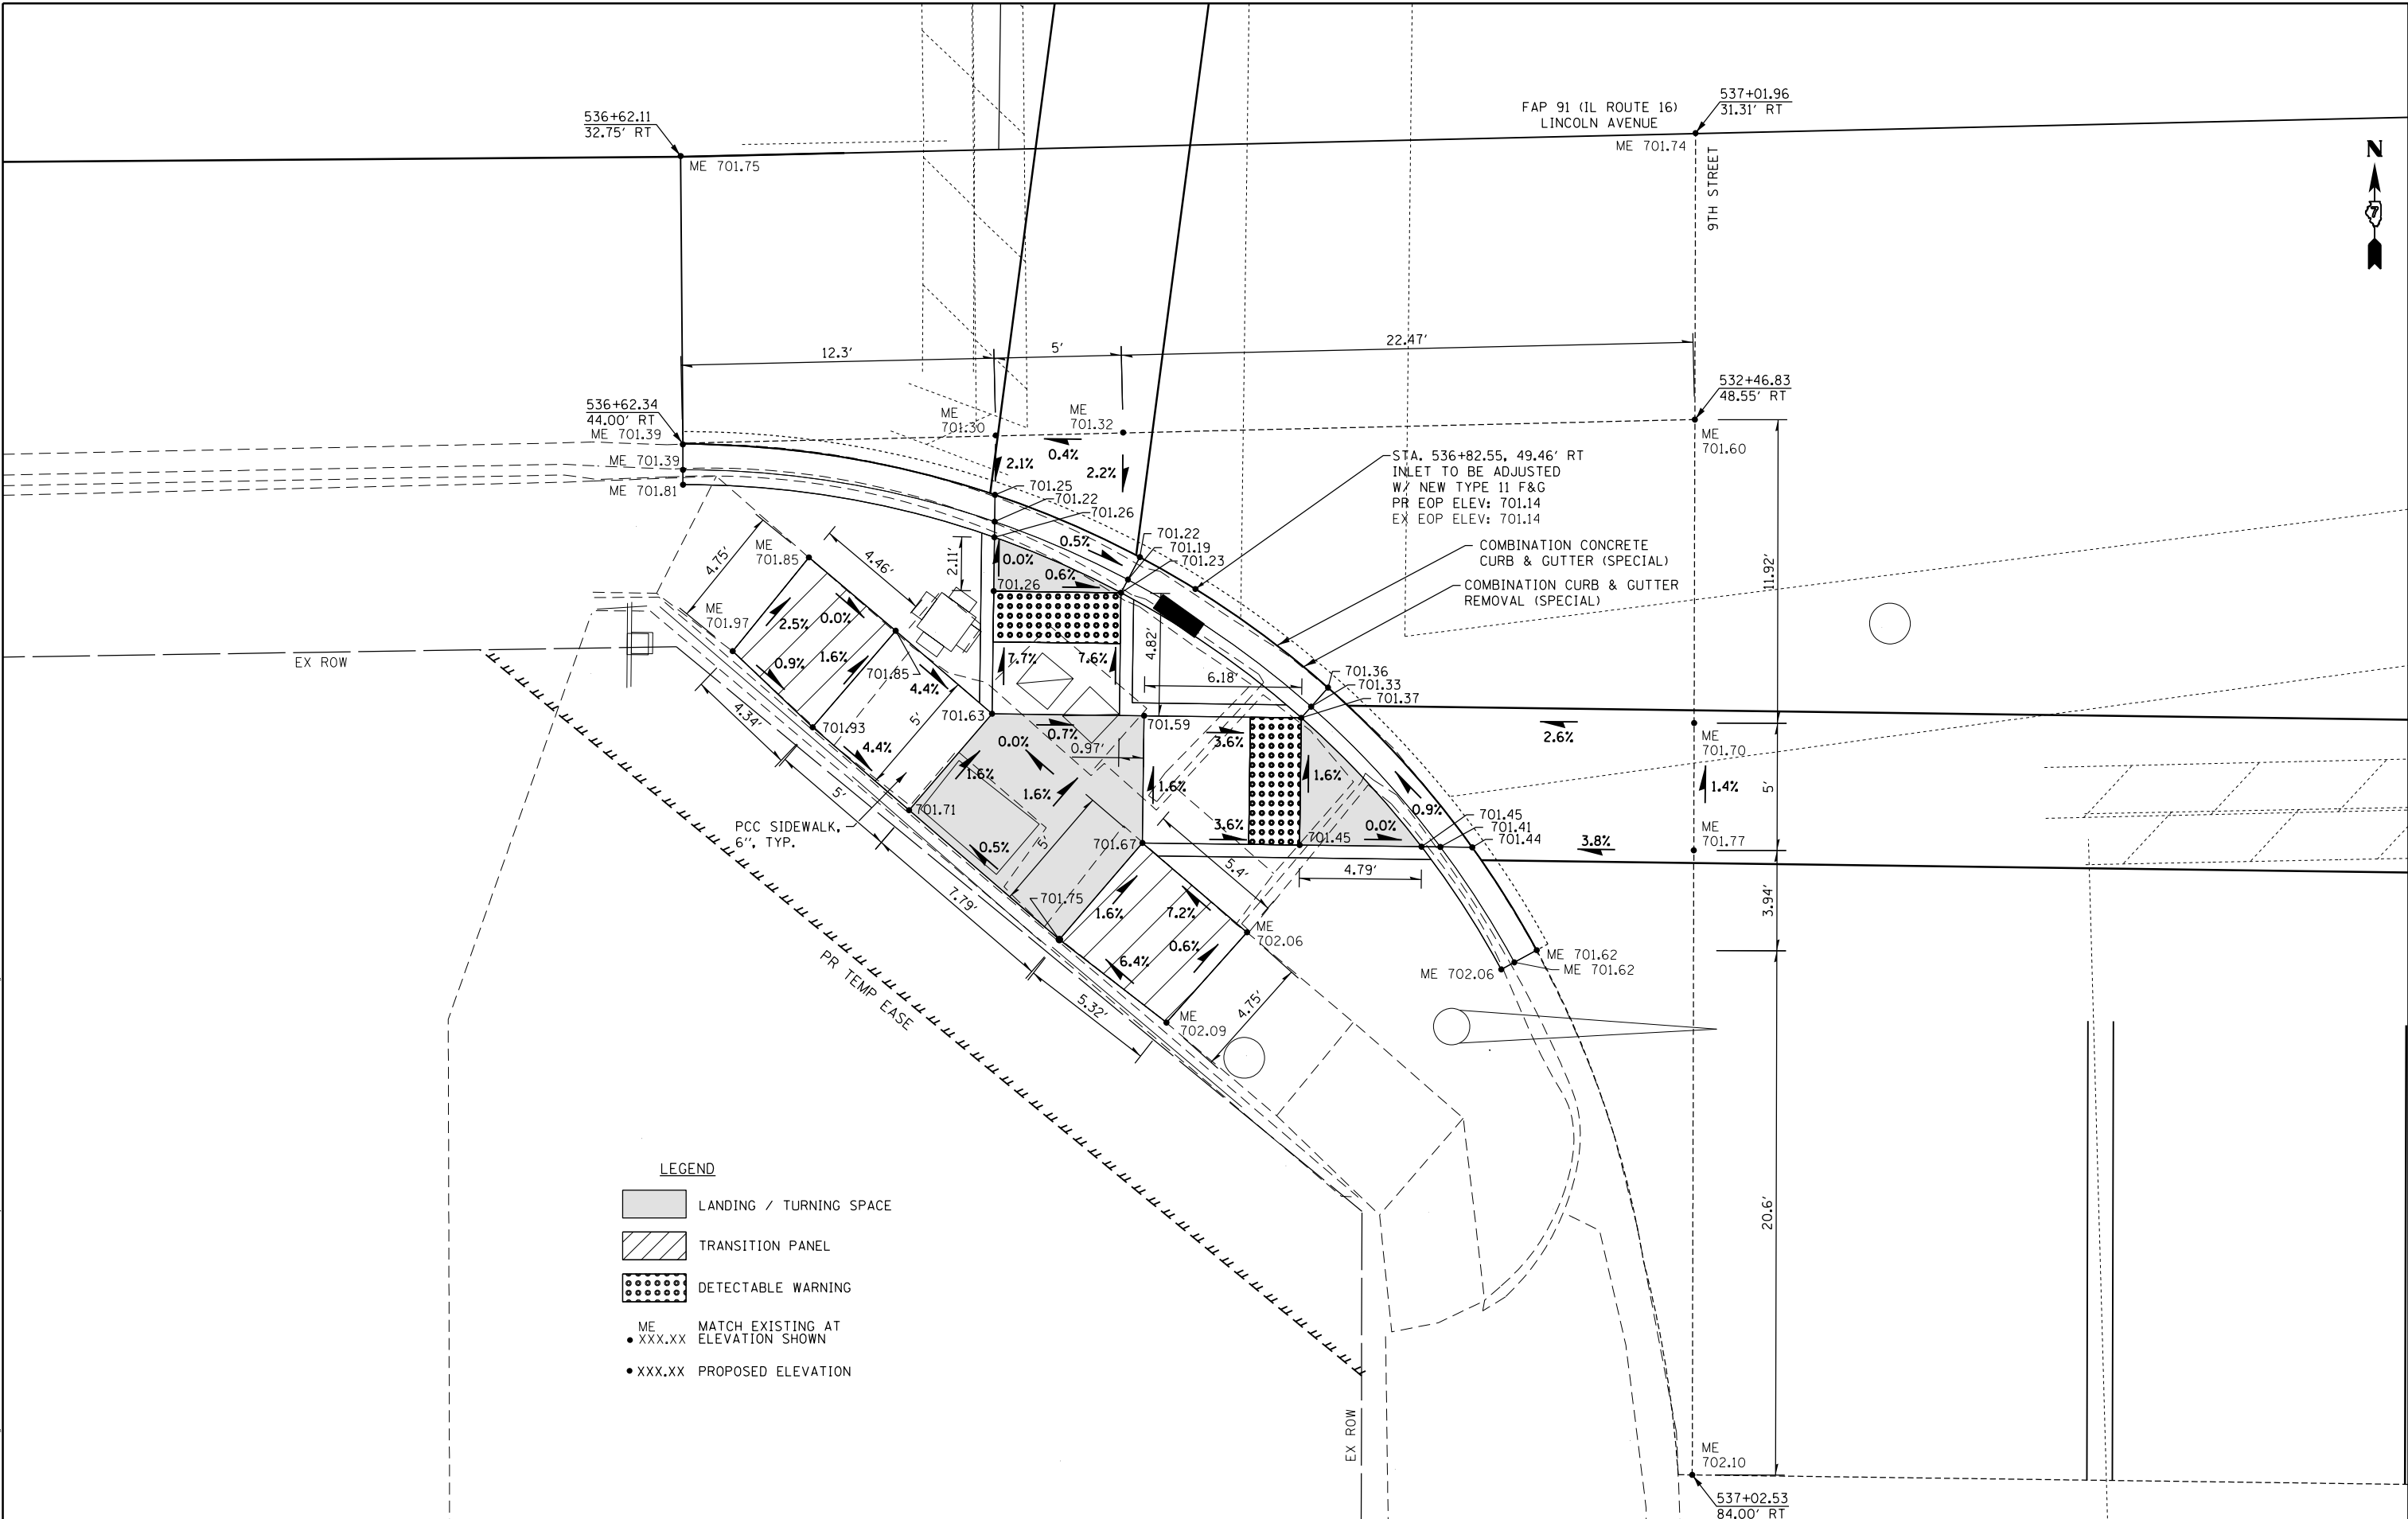 FAP 91 (IL ROUTE 16)
LINCOLN AVENUE
537+01.96
31.31' RT
ME 701.74
9TH STREET
N
7
536+62.11
32.75' RT
ME 701.75
12.3'
5'
22.47'
536+62.34
44.00' RT
ME 701.39
ME 701.39
ME 701.81
ME
701.30
ME
701.32
0.4%
2.1%
2.2%
532+46.83
48.55' RT
ME
701.60
STA. 536+82.55, 49.46' RT
INLET TO BE ADJUSTED
W/ NEW TYPE 11 F&G
PR EOP ELEV: 701.14
EX EOP ELEV: 701.14
COMBINATION CONCRETE
CURB & GUTTER (SPECIAL)
COMBINATION CURB & GUTTER
REMOVAL (SPECIAL)
701.25
701.22
701.26
701.22
701.19
701.23
0.5%
0.0%
0.6%
2.11'
701.26
4.46'
4.75'
ME
701.85
ME
701.97
2.5%
0.0%
0.9%
1.6%
701.85
4.4%
7.7%
7.6%
4.82'
6.18'
701.36
701.33
701.37
11.92'
EX ROW
701.63
701.59
0.7%
0.0%
0.97'
3.6%
2.6%
ME
701.70
1.4%
5'
4.34'
701.93
4.4%
5'
1.6%
1.6%
1.6%
1.6%
0.9%
701.45
701.41
701.44
3.8%
ME
701.77
5'
701.71
PCC SIDEWALK,
6", TYP.
0.5%
5'
701.67
3.6%
701.45
0.0%
4.79'
5.4'
3.94'
7.79'
701.75
1.6%
7.2%
0.6%
6.4%
ME
702.06
ME 701.62
ME 701.62
ME 702.06
PR TEMP EASE
5.32'
ME
702.09
4.75'
20.6'
LEGEND
LANDING / TURNING SPACE
TRANSITION PANEL
DETECTABLE WARNING
ME
XXX.XX
MATCH EXISTING AT
ELEVATION SHOWN
XXX.XX PROPOSED ELEVATION
EX ROW
ME
702.10
537+02.53
84.00' RT